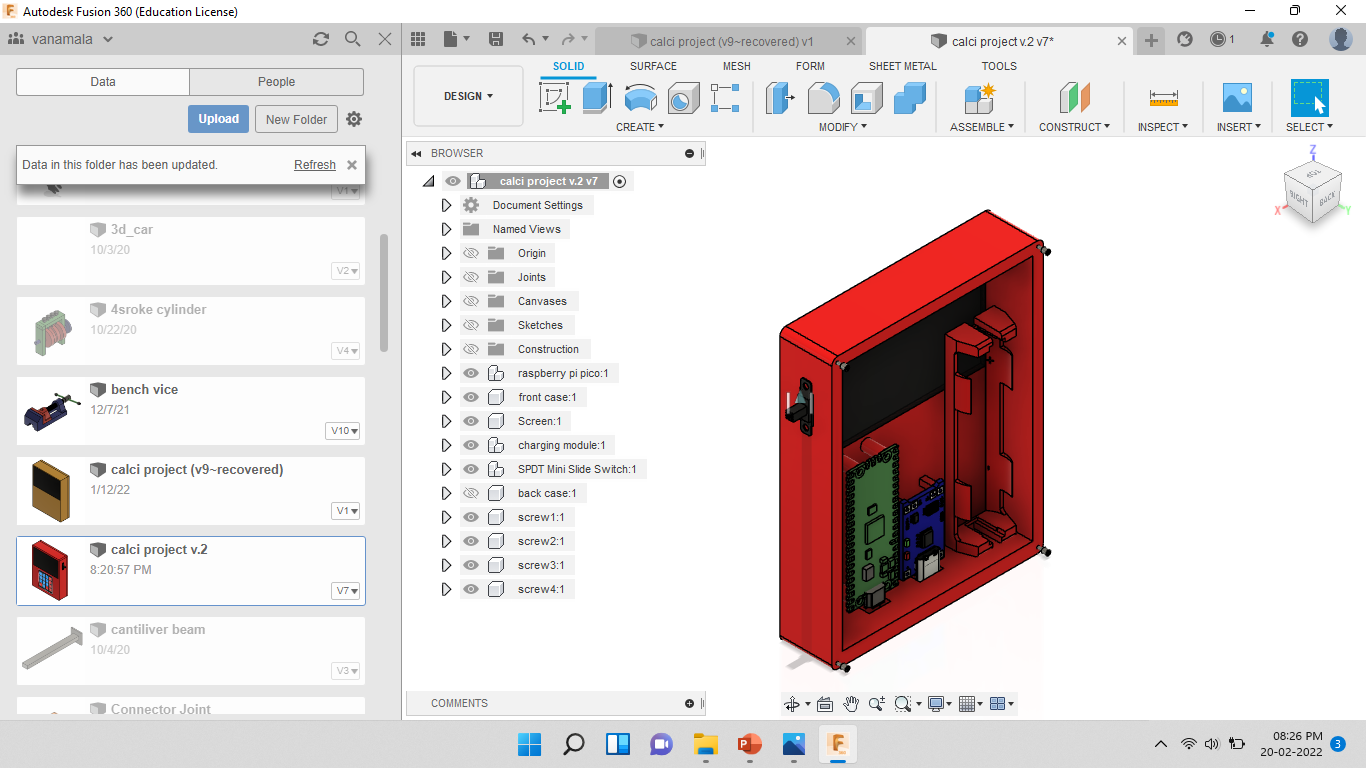 Autodesk Fusion 360 (Education License)
vanamala
calci project (v9~recovered) v1
calci project v.2 v7*
1
Data
People
Upload
New Folder
Data in this folder has been updated.
Refresh
V1
3d_car
10/3/20
V2
4sroke cylinder
10/22/20
V4
bench vice
12/7/21
V10
calci project (v9~recovered)
1/12/22
V1
calci project v.2
8:20:57 PM
V7
cantiliver beam
10/4/20
V3
Connector Joint
DESIGN
SOLID
SURFACE
MESH
FORM
SHEET METAL
TOOLS
CREATE
MODIFY
ASSEMBLE
CONSTRUCT
INSPECT
INSERT
SELECT
BROWSER
calci project v.2 v7
Document Settings
Named Views
Origin
Joints
Canvases
Sketches
Construction
raspberry pi pico:1
front case:1
Screen:1
charging module:1
SPDT Mini Slide Switch:1
back case:1
screw1:1
screw2:1
screw3:1
screw4:1
COMMENTS
Z
TOP
RIGHT
BACK
X
Y
08:26 PM
20-02-2022
3